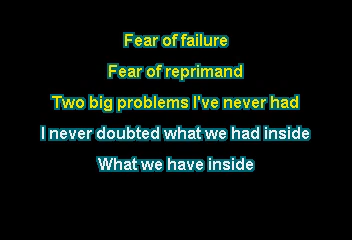 Fear of failure
Fear of reprimand
Two big problems I've never had
I never doubted what we had inside
What we have inside